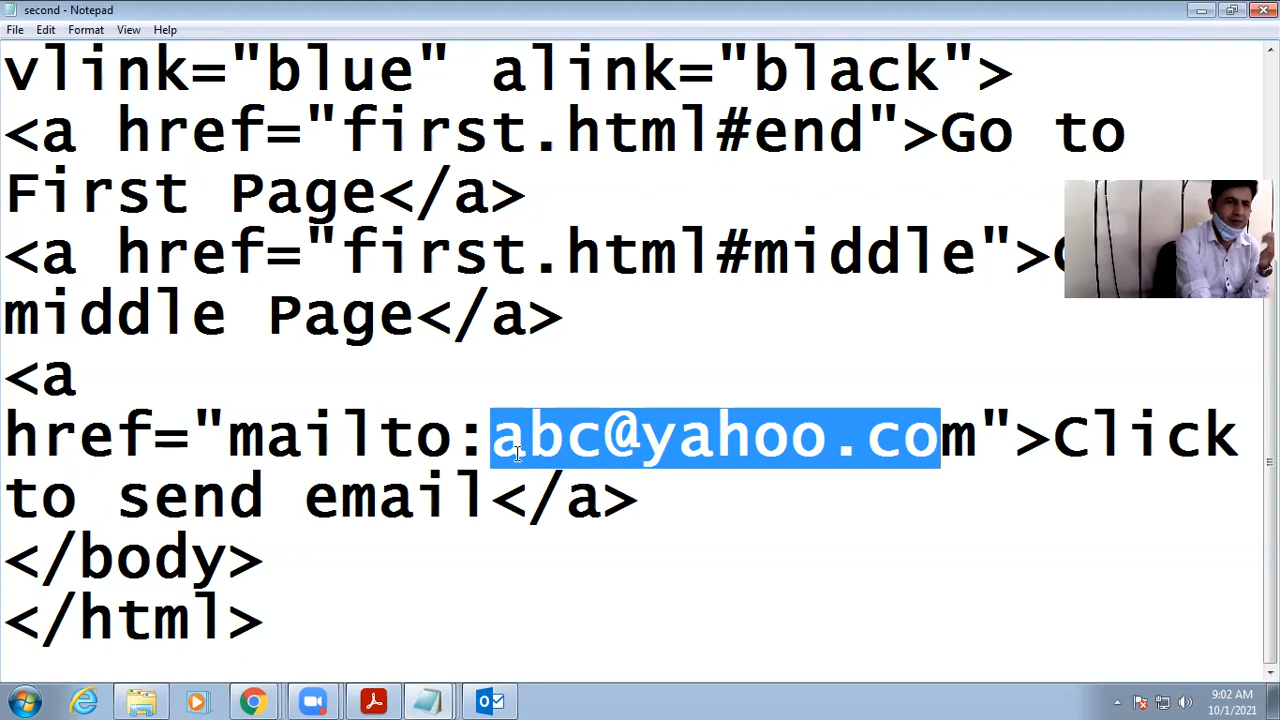 second - Notepad
File Edit Format View Help
vlink="blue" alink="black">
<a href="first.html#end">Go to
First Page</a>
<a href="first.html#middle">
middle Page</a>
<a
href="mailto:abc@yahoo.com">Click
to send email</a>
</body>
</html>
9:02 AM
10/1/2021